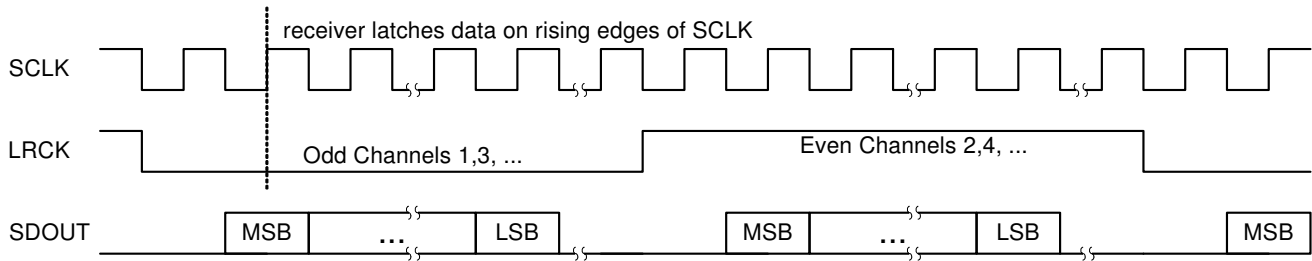 receiver latches data on rising edges of SCLK
SCLK
LRCK
Odd Channels 1,3, ...
Even Channels 2,4, ...
SDOUT
MSB
...
LSB
MSB
...
LSB
MSB